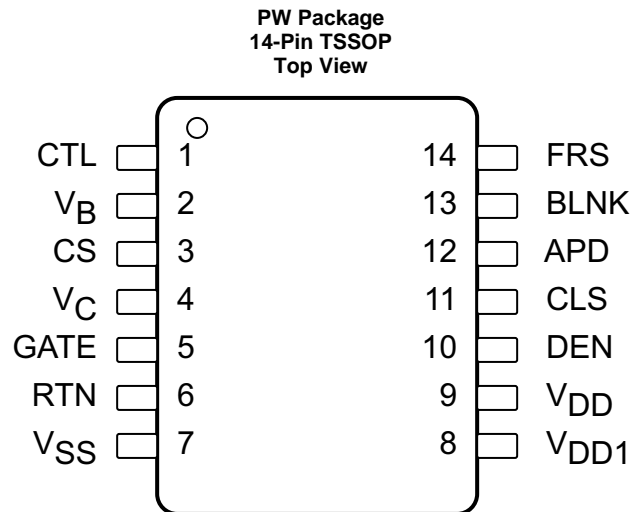 PW Package
14-Pin TSSOP
Top View
CTL 1 14 FRS
VB 2 13 BLNK
CS 3 12 APD
VC 4 11 CLS
GATE 5 10 DEN
RTN 6 9 VDD
VSS 7 8 VDD1